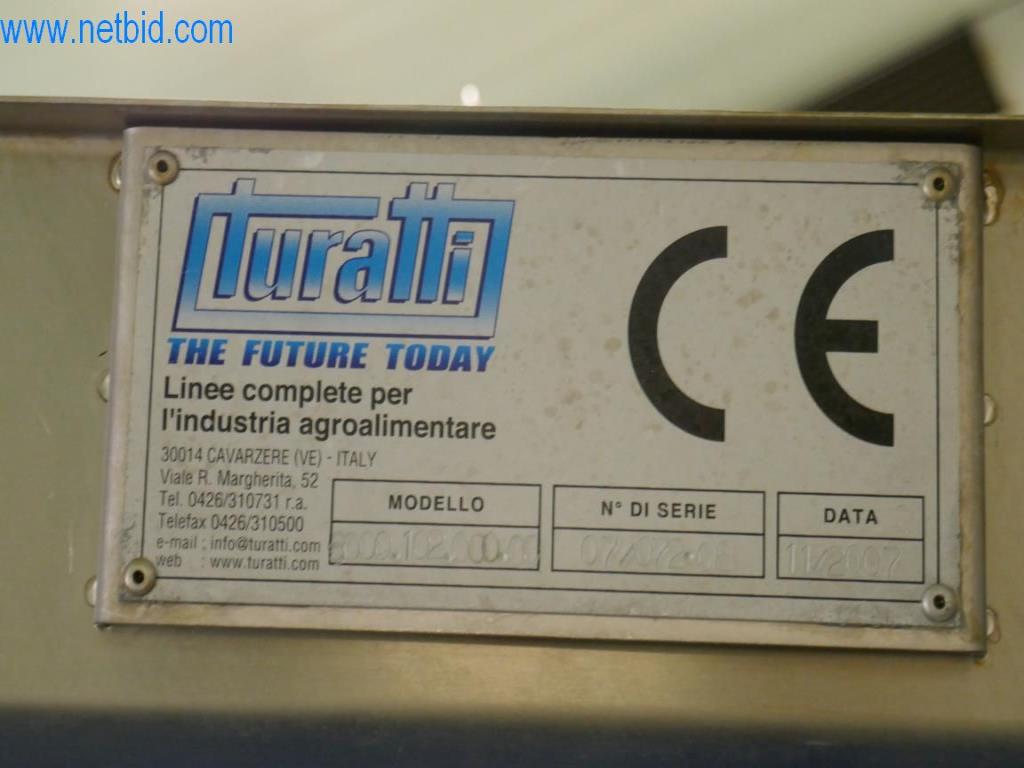 www.netbid.com
turatti
THE FUTURE TODAY
Linee complete per
l'industria agroalimentare
30014 CAVARZERE (VE) - ITALY
Viale R. Margherita, 52
Tel. 0426/310731 r.a.
Telefax 0426/310500
e-mail : info@turatti.com
web : www.turatti.com
CE
MODELLO
N° DI SERIE
DATA
11/2007